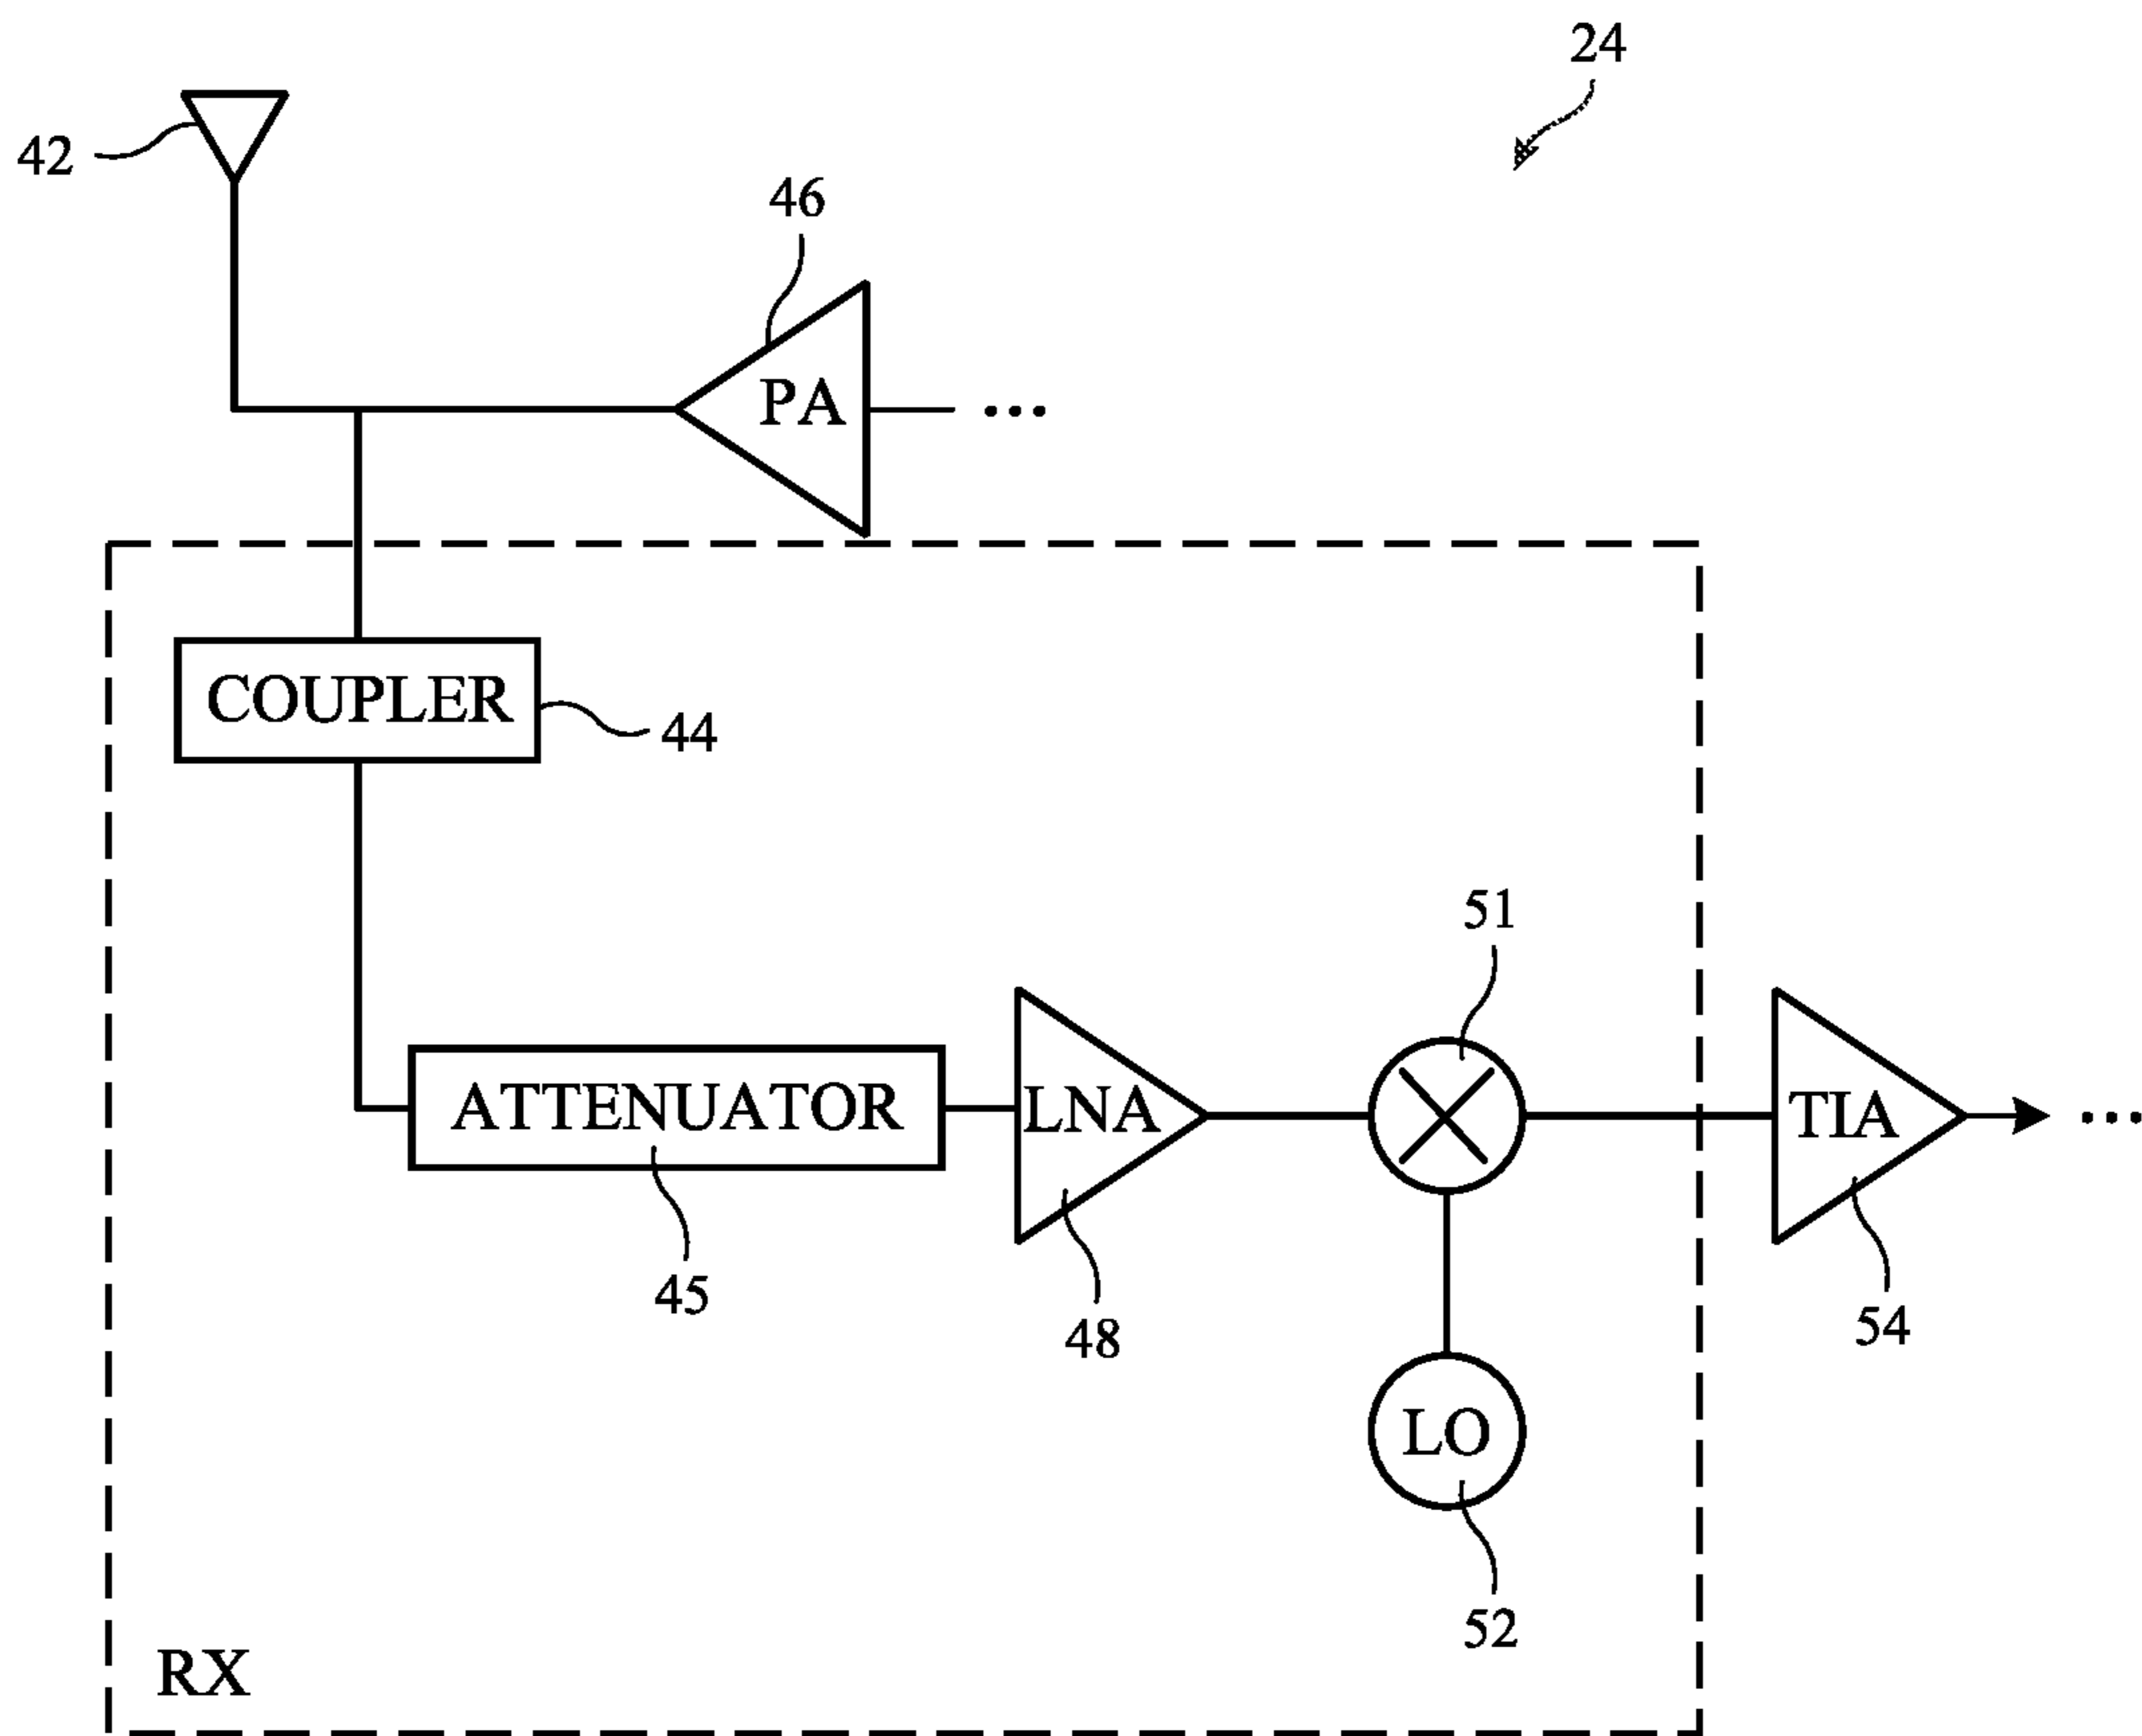 24
42
46
PA
...
COUPLER
44
51
ATTENUATOR
LNA
TIA
...
45
48
54
LO
52
RX